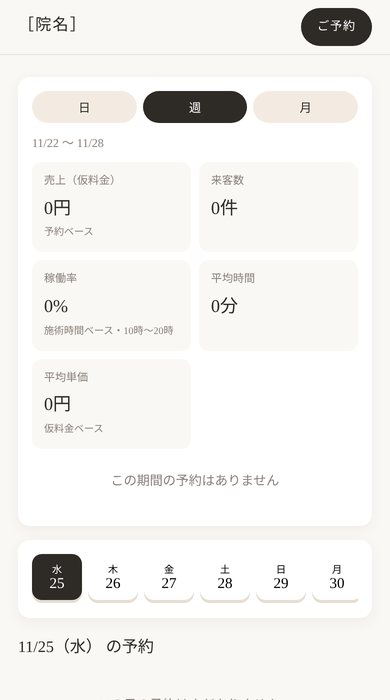 ［院名］
ご予約
日
週
月
11/22 〜 11/28
売上（仮料金）
0円
予約ベース
来客数
0件
稼働率
0%
施術時間ベース・10時〜20時
平均時間
0分
平均単価
0円
仮料金ベース
この期間の予約はありません
水
25
木
26
金
27
土
28
日
29
月
30
11/25（水） の予約